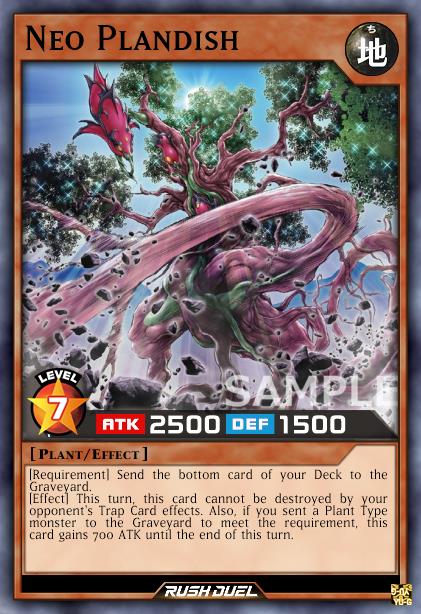 NEO PLANDISH
ち
地
SAMPLE
LEVEL
7
ATK 2500 DEF 1500
[PLANT/EFFECT]
[Requirement] Send the bottom card of your Deck to the
Graveyard.
[Effect] This turn, this card cannot be destroyed by your
opponent's Trap Card effects. Also, if you sent a Plant Type
monster to the Graveyard to meet the requirement, this
card gains 700 ATK until the end of this turn.
RUSH DUEL